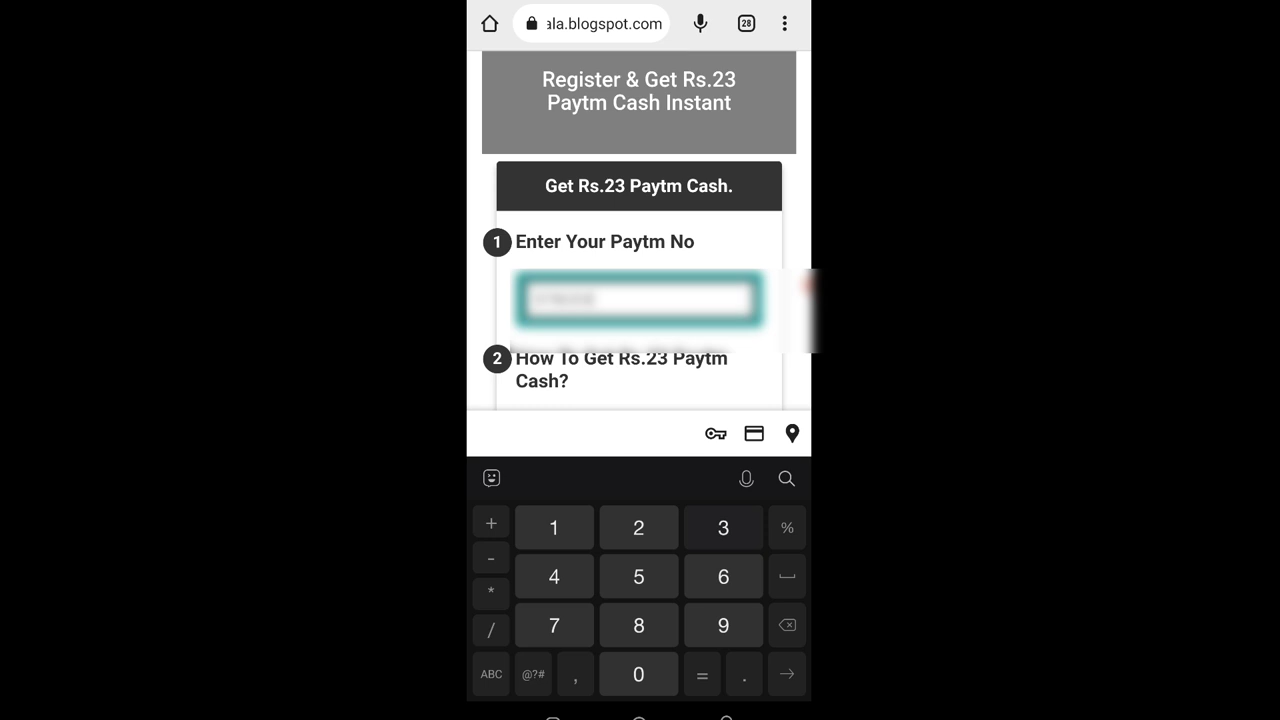 ala.blogspot.com
28
Register & Get Rs.23
Paytm Cash Instant
Get Rs.23 Paytm Cash.
1 Enter Your Paytm No
2 How To Get Rs.23 Paytm
Cash?
+ 1 2 3 %
- 4 5 6
* 7 8 9
/
ABC @?# , 0 = .